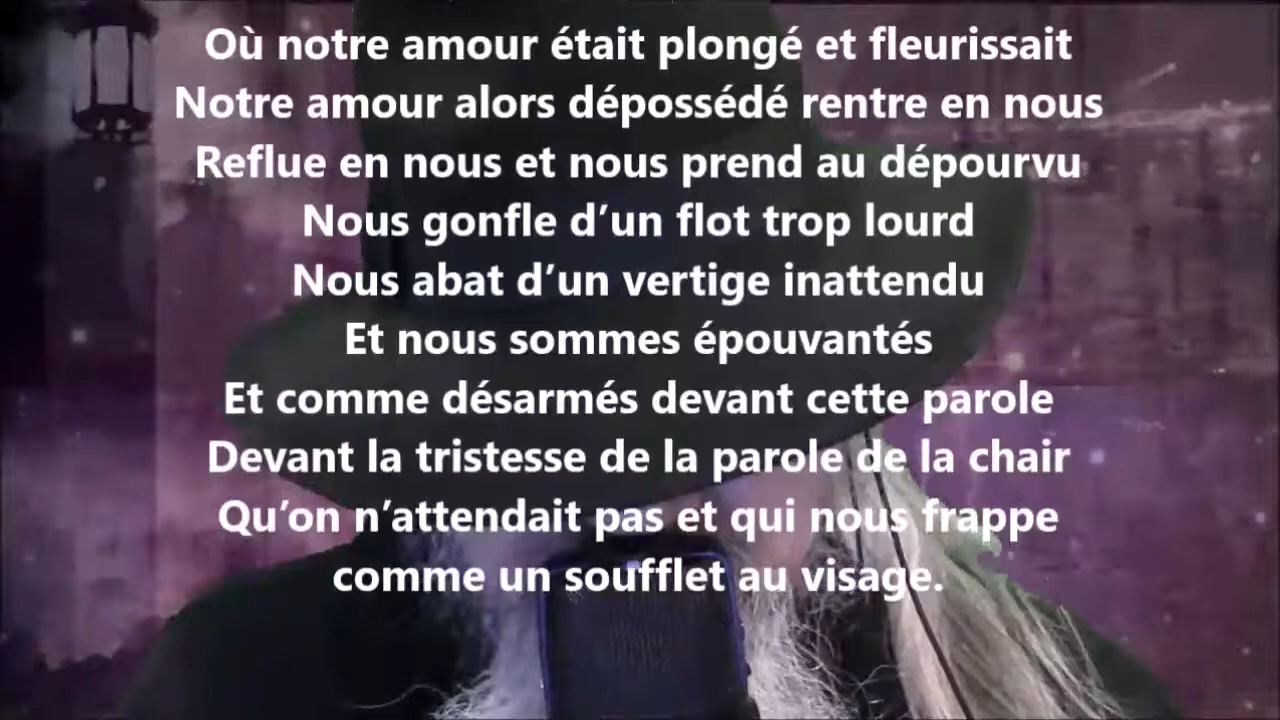 Où notre amour était plongé et fleurissait
Notre amour alors dépossédé rentre en nous
Reflue en nous et nous prend au dépourvu
Nous gonfle d’un flot trop lourd
Nous abat d’un vertige inattendu
Et nous sommes épouvantés
Et comme désarmés devant cette parole
Devant la tristesse de la parole de la chair
Qu’on n’attendait pas et qui nous frappe
comme un soufflet au visage.